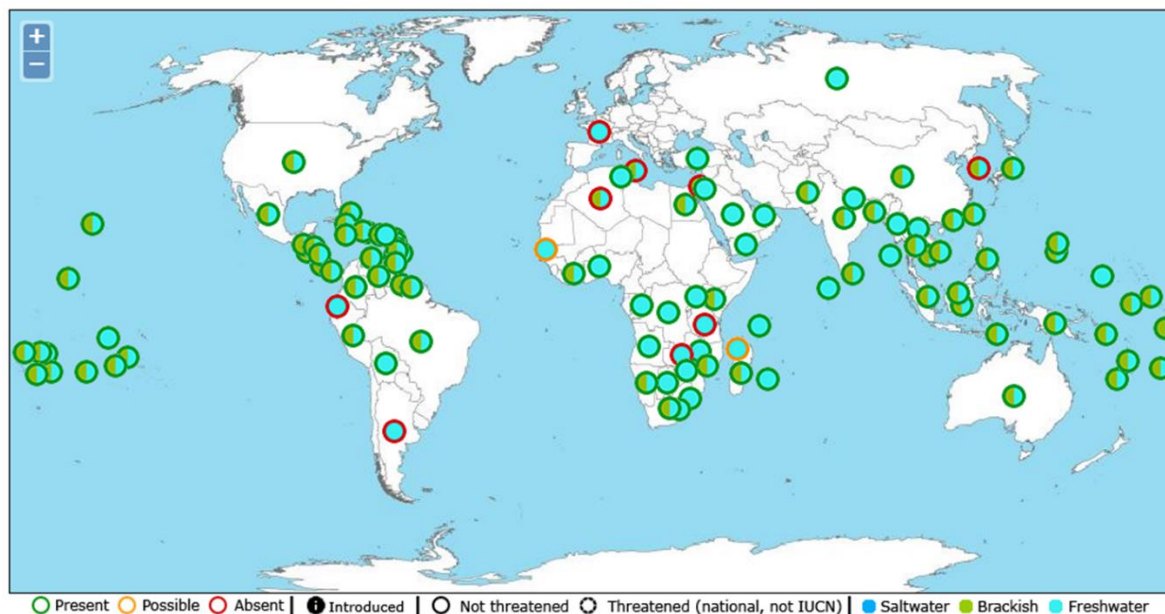 +
−
Present Possible Absent | i Introduced | Not threatened Threatened (national, not IUCN) | Saltwater Brackish Freshwater